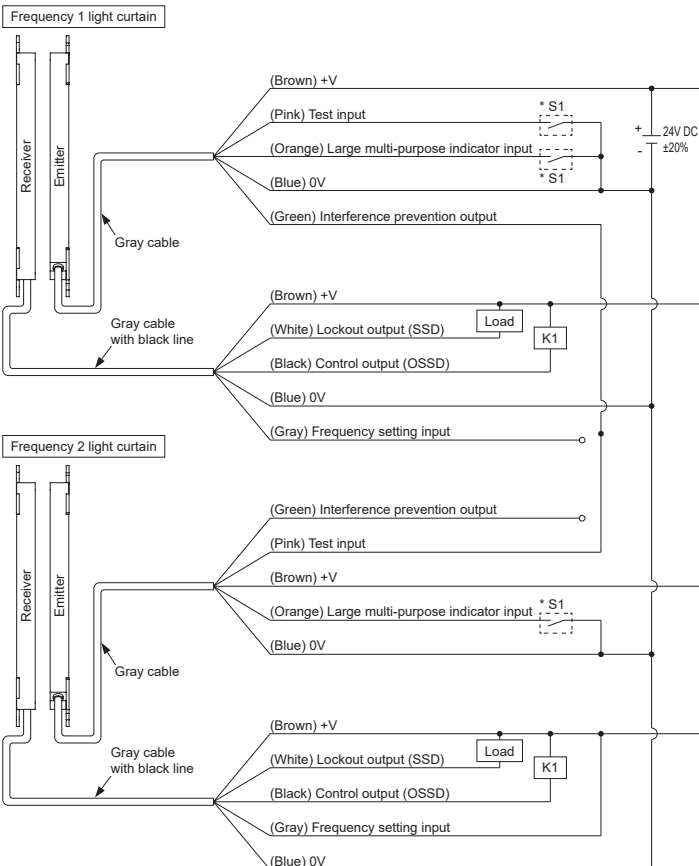 Frequency 1 light curtain
Receiver
Emitter
(Brown) +V
(Pink) Test input
* S1
(Orange) Large multi-purpose indicator input
* S1
(Blue) 0V
(Green) Interference prevention output
+
-
24V DC
±20%
Gray cable
Gray cable
with black line
(Brown) +V
(White) Lockout output (SSD)
Load
K1
(Black) Control output (OSSD)
(Blue) 0V
(Gray) Frequency setting input
Frequency 2 light curtain
Receiver
Emitter
(Green) Interference prevention output
(Pink) Test input
(Brown) +V
(Orange) Large multi-purpose indicator input
* S1
(Blue) 0V
Gray cable
Gray cable
with black line
(Brown) +V
(White) Lockout output (SSD)
Load
K1
(Black) Control output (OSSD)
(Gray) Frequency setting input
(Blue) 0V